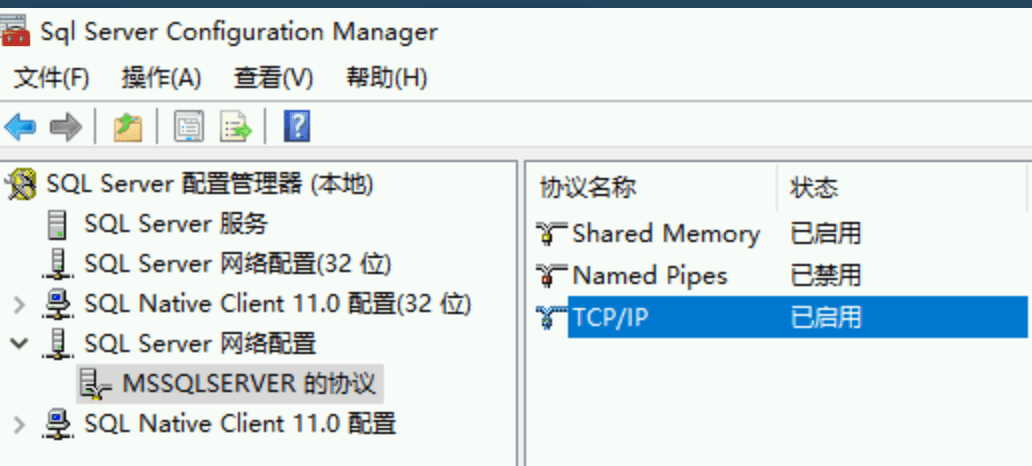 Sql Server Configuration Manager
文件(F) 操作(A) 查看(V) 帮助(H)
?
SQL Server 配置管理器 (本地)
SQL Server 服务
SQL Server 网络配置(32 位)
SQL Native Client 11.0 配置(32 位)
SQL Server 网络配置
MSSQLSERVER 的协议
SQL Native Client 11.0 配置
协议名称 状态
Shared Memory 已启用
Named Pipes 已禁用
TCP/IP 已启用